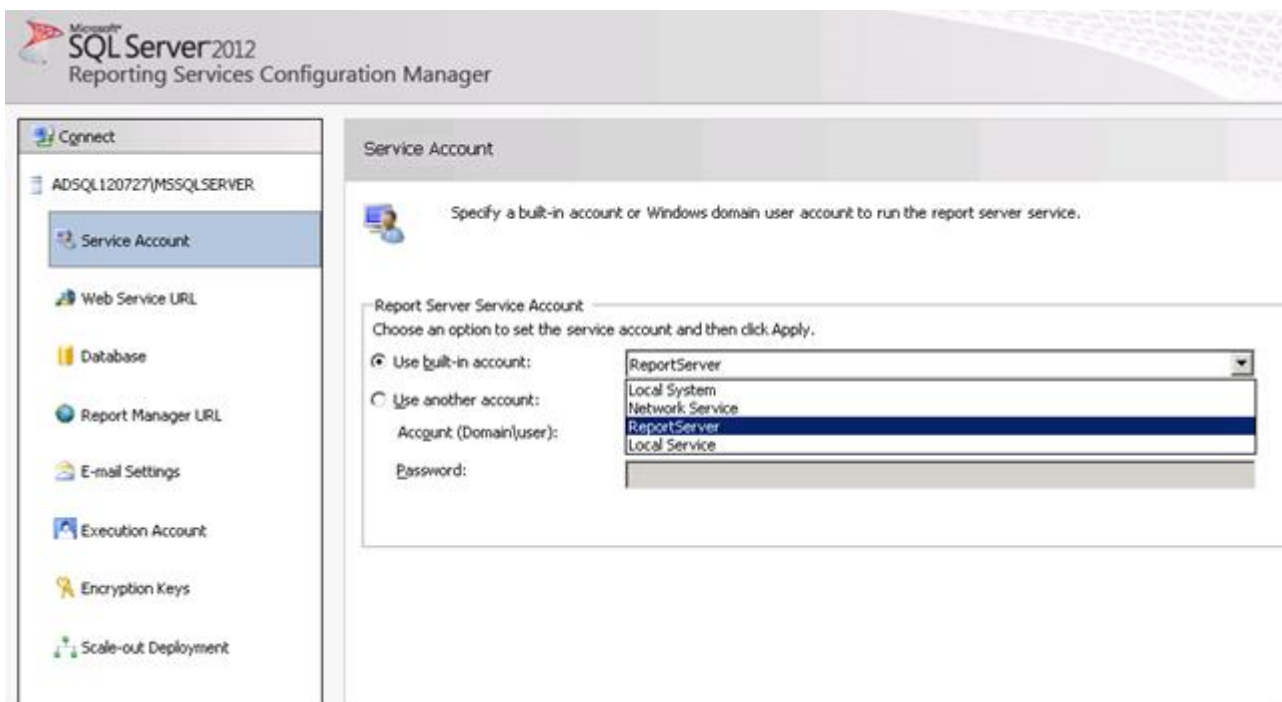 Microsoft®
SQL Server 2012
Reporting Services Configuration Manager
Connect
ADSQL120727\MSSQLSERVER
Service Account
Web Service URL
Database
Report Manager URL
E-mail Settings
Execution Account
Encryption Keys
Scale-out Deployment
Service Account
Specify a built-in account or Windows domain user account to run the report server service.
Report Server Service Account
Choose an option to set the service account and then click Apply.
Use built-in account:
ReportServer
Local System
Network Service
ReportServer
Local Service
Use another account:
Account (Domain\user):
Password: